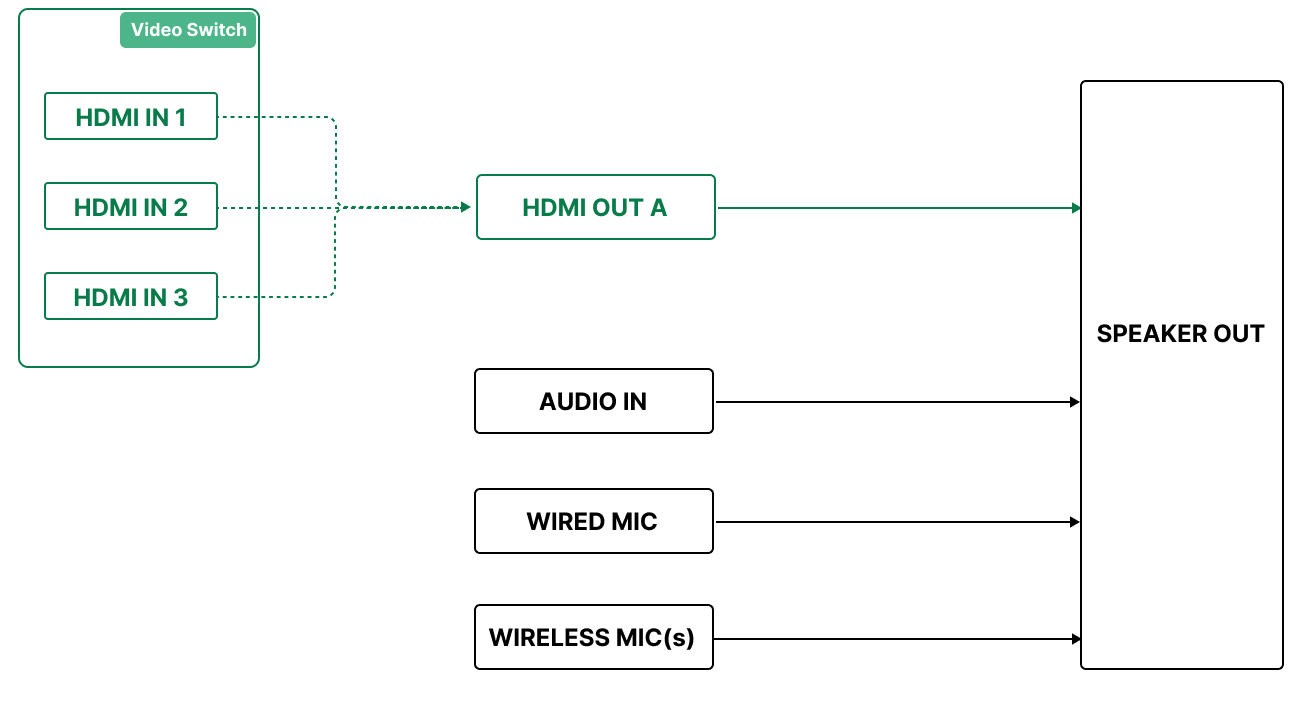 Video Switch
HDMI IN 1
HDMI IN 2
HDMI IN 3
HDMI OUT A
SPEAKER OUT
AUDIO IN
WIRED MIC
WIRELESS MIC(s)